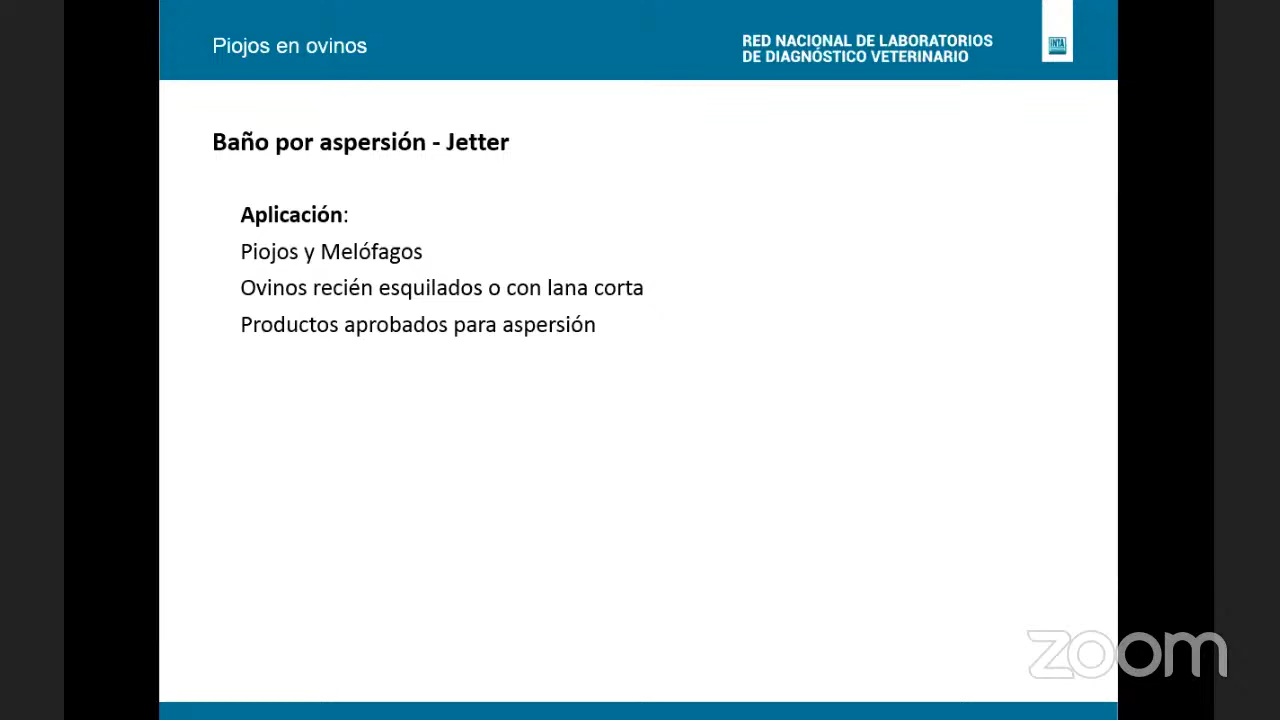 Piojos en ovinos
RED NACIONAL DE LABORATORIOS
DE DIAGNÓSTICO VETERINARIO
INTA
Baño por aspersión - Jetter
Aplicación:
Piojos y Melófagos
Ovinos recién esquilados o con lana corta
Productos aprobados para aspersión
zoom